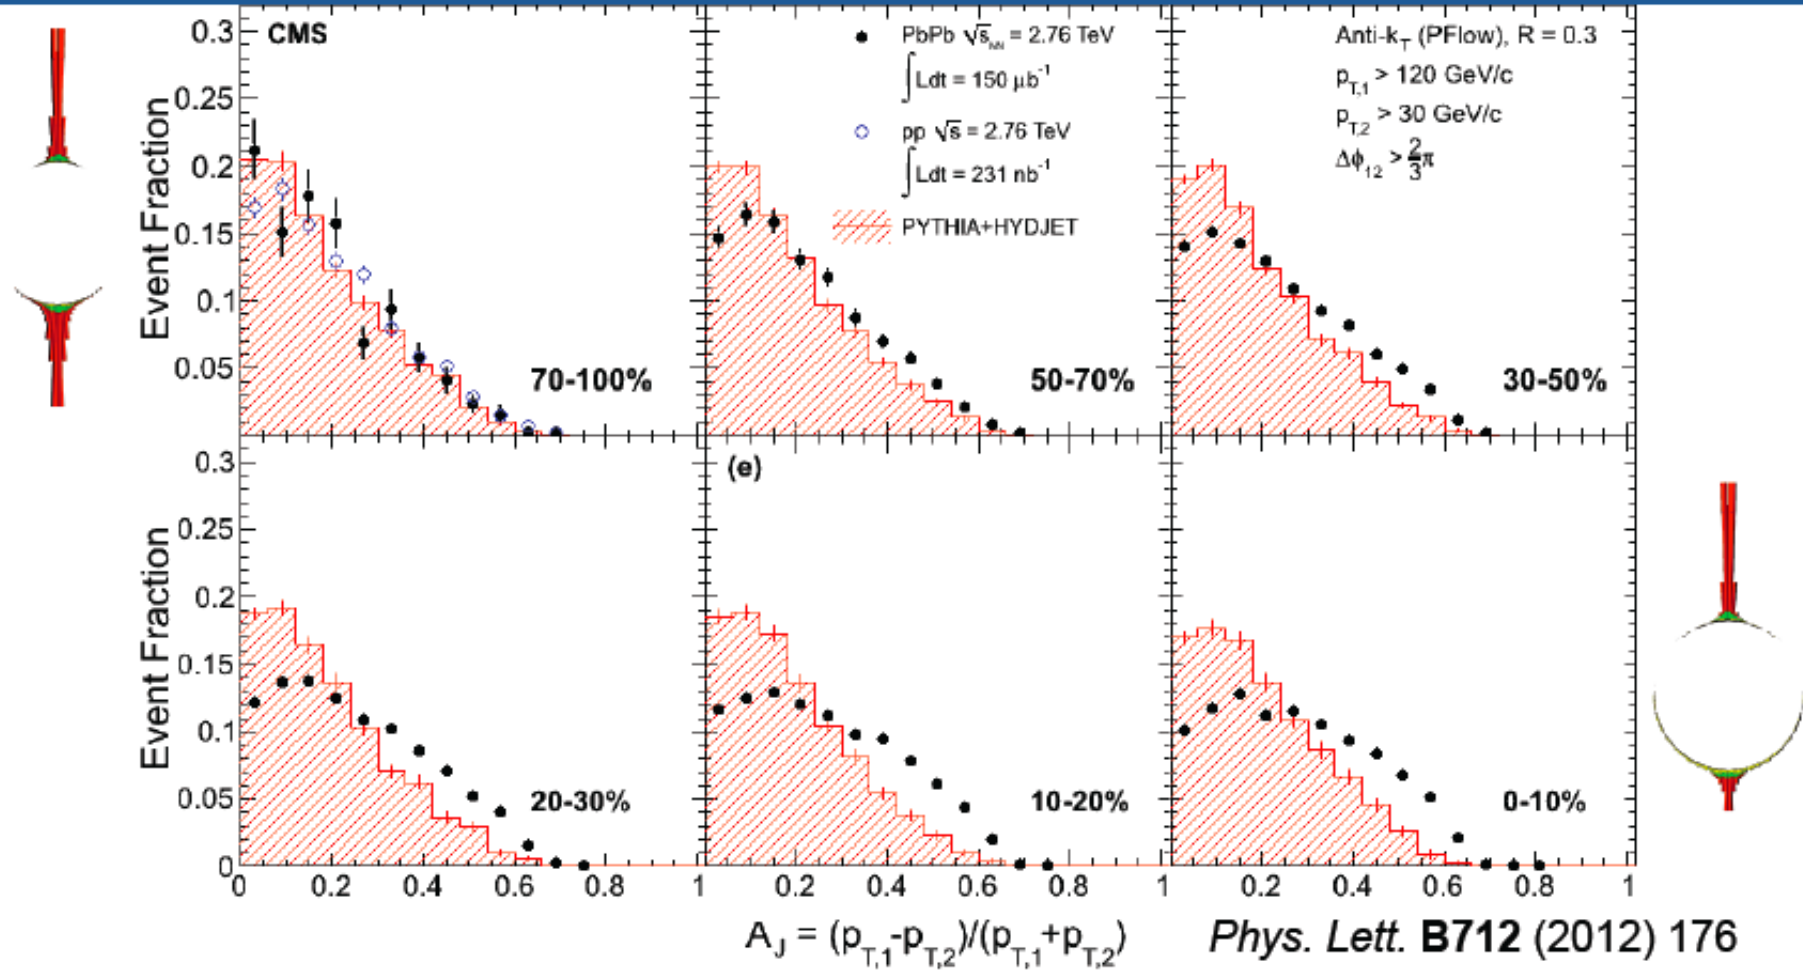 CMS
PbPb √s_NN = 2.76 TeV
∫Ldt = 150 μb⁻¹
pp √s = 2.76 TeV
∫Ldt = 231 nb⁻¹
PYTHIA+HYDJET
Anti-k_T (PFlow), R = 0.3
p_T,1 > 120 GeV/c
p_T,2 > 30 GeV/c
Δϕ_12 > 2/3 π
Event Fraction
0.3
0.25
0.2
0.15
0.1
0.05
70-100%
50-70%
30-50%
(e)
Event Fraction
0.3
0.25
0.2
0.15
0.1
0.05
0
20-30%
10-20%
0-10%
0 0.2 0.4 0.6 0.8 1 0.2 0.4 0.6 0.8 1 0.2 0.4 0.6 0.8 1
A_J = (p_T,1-p_T,2)/(p_T,1+p_T,2)
Phys. Lett. B712 (2012) 176